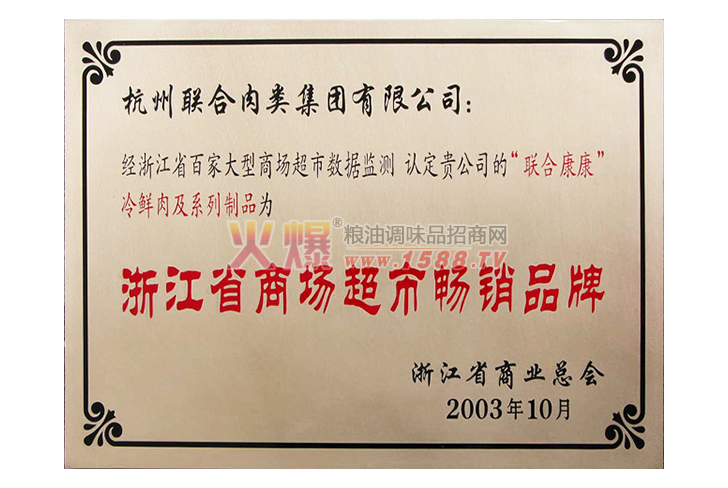 杭州联合肉类集团有限公司：
经浙江省百家大型商场超市数据监测 认定贵公司的“联合康康”
冷鲜肉及系列制品为
火爆®粮油调味品招商网
www.1588.TV
浙江省商场超市畅销品牌
浙江省商业总会
2003年10月